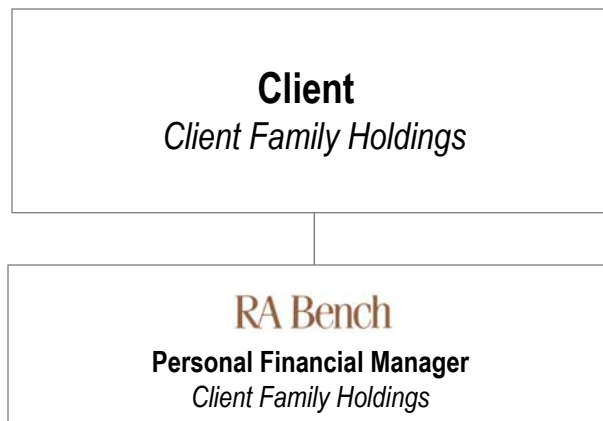 Client
Client Family Holdings
RA Bench
Personal Financial Manager
Client Family Holdings